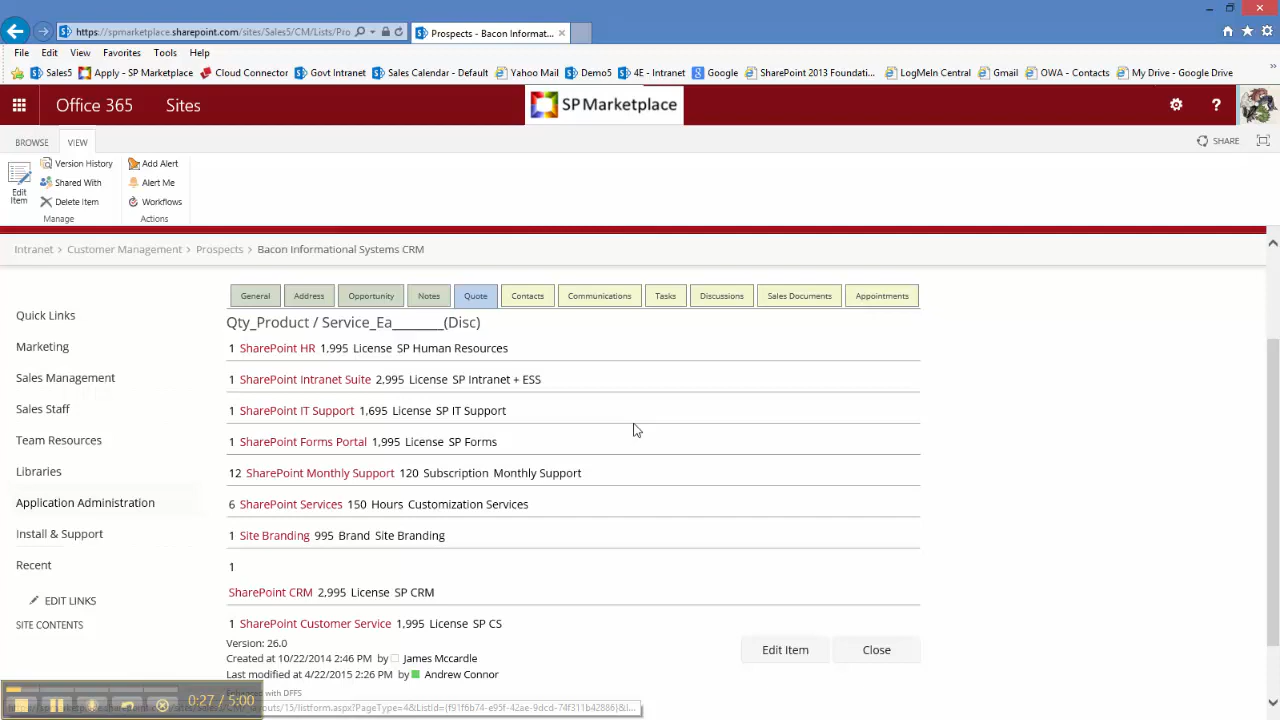 https://spmarketplace.sharepoint.com/sites/Sales5/CM/Lists/Pro
Prospects - Bacon Informat...
File Edit View Favorites Tools Help
Sales5 Apply - SP Marketplace Cloud Connector Govt Intranet Sales Calendar - Default Yahoo Mail Demo5 4E - Intranet Google SharePoint 2013 Foundati... LogMeIn Central Gmail OWA - Contacts My Drive - Google Drive
Office 365 Sites SPMarketplace ?
BROWSE VIEW SHARE
Edit Item
Version History
Shared With
Delete Item
Manage
Add Alert
Alert Me
Workflows
Actions
Intranet > Customer Management > Prospects > Bacon Informational Systems CRM
Quick Links
Marketing
Sales Management
Sales Staff
Team Resources
Libraries
Application Administration
Install & Support
Recent
EDIT LINKS
SITE CONTENTS
General Address Opportunity Notes Quote Contacts Communications Tasks Discussions Sales Documents Appointments
Qty_Product / Service_Ea________(Disc)
1 SharePoint HR 1,995 License SP Human Resources
1 SharePoint Intranet Suite 2,995 License SP Intranet + ESS
1 SharePoint IT Support 1,695 License SP IT Support
1 SharePoint Forms Portal 1,995 License SP Forms
12 SharePoint Monthly Support 120 Subscription Monthly Support
6 SharePoint Services 150 Hours Customization Services
1 Site Branding 995 Brand Site Branding
1
SharePoint CRM 2,995 License SP CRM
1 SharePoint Customer Service 1,995 License SP CS
Version: 26.0
Created at 10/22/2014 2:46 PM by James Mccardle
Last modified at 4/22/2015 2:26 PM by Andrew Connor
Edit Item Close
0:27 / 5:00